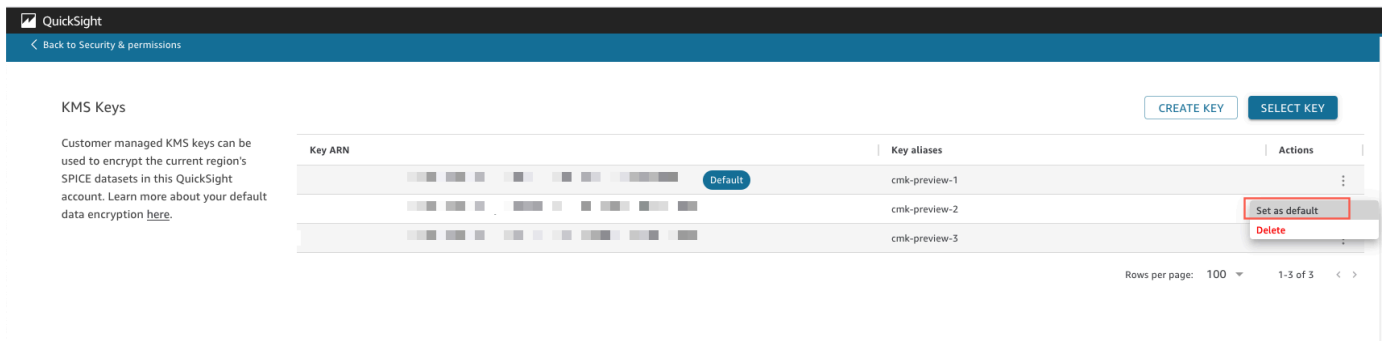 QuickSight
Back to Security & permissions
KMS Keys
CREATE KEY
SELECT KEY
Customer managed KMS keys can be
used to encrypt the current region's
SPICE datasets in this QuickSight
account. Learn more about your default
data encryption here.
Key ARN
Key aliases
Actions
Default
cmk-preview-1
cmk-preview-2
Set as default
Delete
cmk-preview-3
Rows per page: 100
1-3 of 3